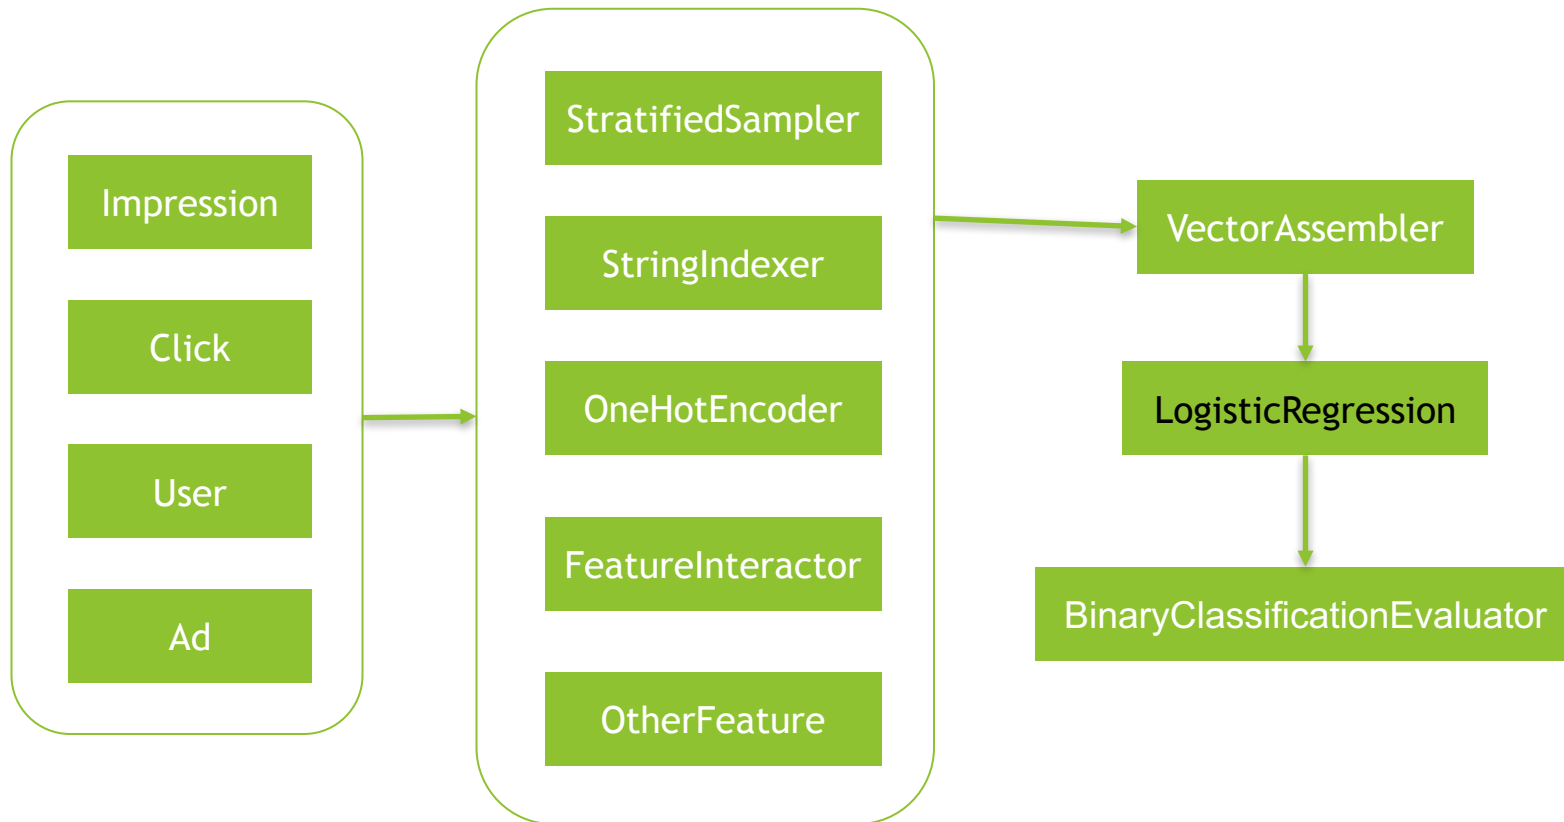 Impression
Click
User
Ad
StratifiedSampler
StringIndexer
OneHotEncoder
FeatureInteractor
OtherFeature
VectorAssembler
LogisticRegression
BinaryClassificationEvaluator